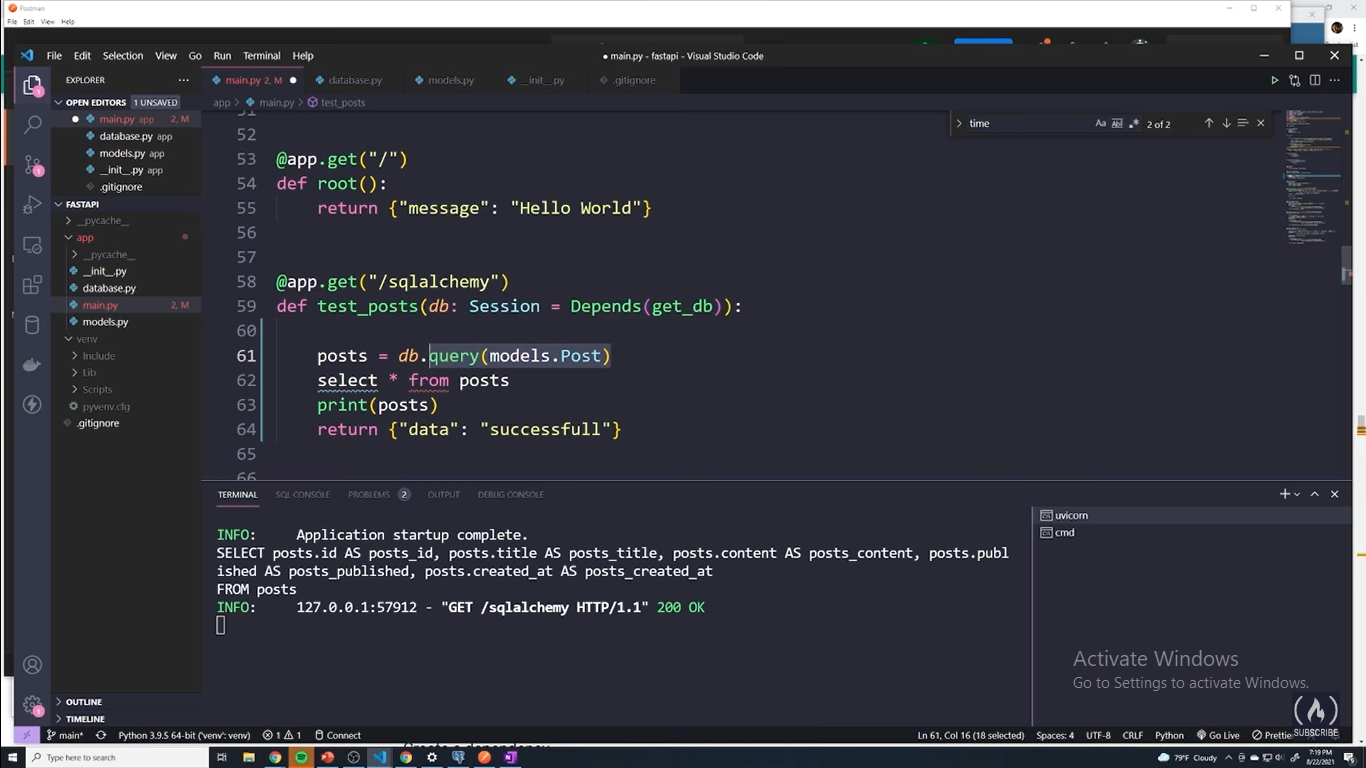 Postman
File Edit View Help
File Edit Selection View Go Run Terminal Help
● main.py - fastapi - Visual Studio Code
EXPLORER
main.py 2, M
database.py
models.py
__init__.py
.gitignore
OPEN EDITORS 1 UNSAVED
main.py app 2, M
database.py app
models.py app
__init__.py app
.gitignore
FASTAPI
__pycache__
app
__pycache__
__init__.py
database.py
main.py 2, M
models.py
venv
Include
Lib
Scripts
pyvenv.cfg
.gitignore
OUTLINE
TIMELINE
app > main.py > test_posts
time
Aa
2 of 2
52
53 @app.get("/")
54 def root():
55 return {"message": "Hello World"}
56
57
58 @app.get("/sqlalchemy")
59 def test_posts(db: Session = Depends(get_db)):
60
61 posts = db.query(models.Post)
62 select * from posts
63 print(posts)
64 return {"data": "successfull"}
65
66
TERMINAL SQL CONSOLE PROBLEMS 2 OUTPUT DEBUG CONSOLE
INFO: Application startup complete.
SELECT posts.id AS posts_id, posts.title AS posts_title, posts.content AS posts_content, posts.publ
ished AS posts_published, posts.created_at AS posts_created_at
FROM posts
INFO: 127.0.0.1:57912 - "GET /sqlalchemy HTTP/1.1" 200 OK
uvicorn
cmd
Activate Windows
Go to Settings to activate Windows.
SUBSCRIBE
main* Python 3.9.5 64-bit ('venv': venv) 1 1 Connect
Ln 61, Col 16 (18 selected) Spaces: 4 UTF-8 CRLF Python Go Live Prettier
Create a dependency
Type here to search
79°F Cloudy
7:19 PM
8/22/2021